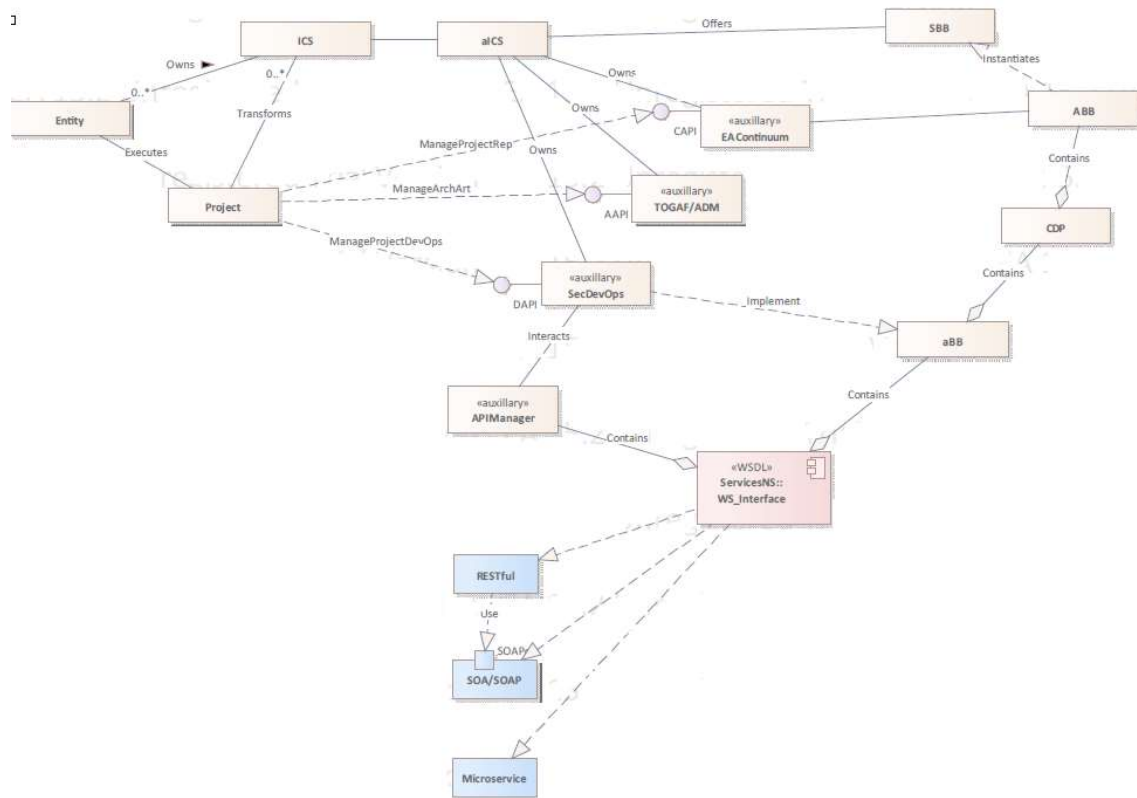 Offers
SBB
ICS
aICS
Instantiates
Owns
0..*
0..*
Owns
ABB
Entity
Transforms
Owns
«auxillary»
EAContinuum
CAPI
ManageProjectRep
Owns
Executes
Contains
Project
ManageArchArt
«auxillary»
TOGAF/ADM
AAPI
CDP
ManageProjectDevOps
«auxillary»
SecDevOps
DAPI
Contains
Implement
aBB
Interacts
«auxillary»
APIManager
Contains
Contains
«WSDL»
ServicesNS::
WS_Interface
RESTful
Use
SOAP
SOA/SOAP
Microservice